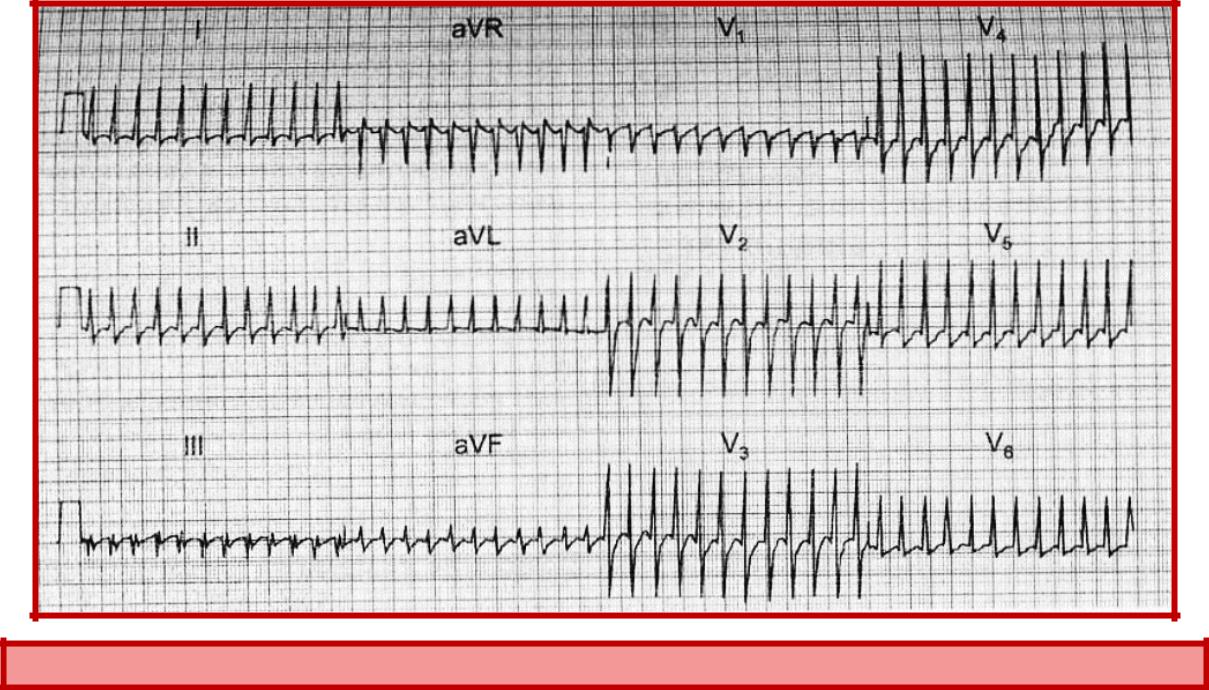 I aVR V₁ V₄
II aVL V₂ V₅
III aVF V₃ V₆